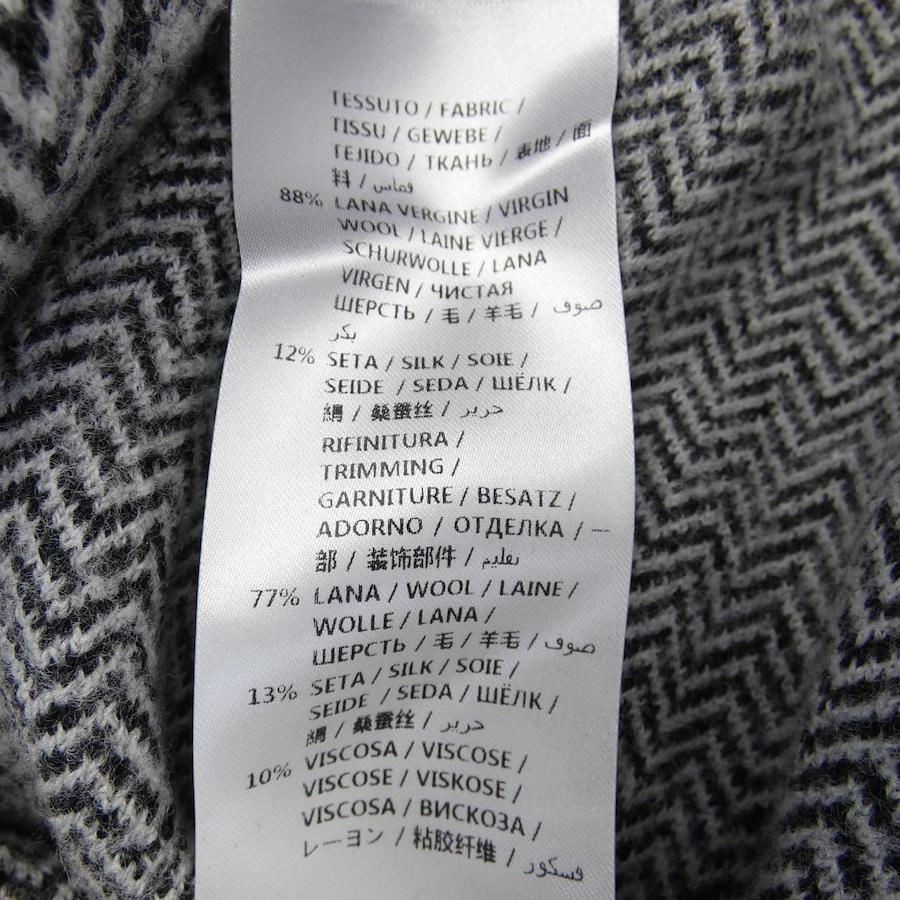 TESSUTO / FABRIC /
TISSU / GEWEBE /
TEJIDO / ТКАНЬ / 表地 / 面
料 / قماش
88% LANA VERGINE / VIRGIN
WOOL / LAINE VIERGE /
SCHURWOLLE / LANA
VIRGEN / ЧИСТАЯ
ШЕРСТЬ / 毛 / 羊毛 / صوف
بكر
12% SETA / SILK / SOIE /
SEIDE / SEDA / ШЁЛК /
絹 / 桑蚕丝 / حرير
RIFINITURA /
TRIMMING /
GARNITURE / BESATZ /
ADORNO / ОТДЕЛКА / 一
部 / 装饰部件 / تقليم
77% LANA / WOOL / LAINE /
WOLLE / LANA /
ШЕРСТЬ / 毛 / 羊毛 / صوف
13% SETA / SILK / SOIE /
SEIDE / SEDA / ШЁЛК /
絹 / 桑蚕丝 / حرير
10% VISCOSA / VISCOSE /
VISCOSE / VISKOSE /
VISCOSA / ВИСКОЗА /
レーヨン / 粘胶纤维 / فسكور